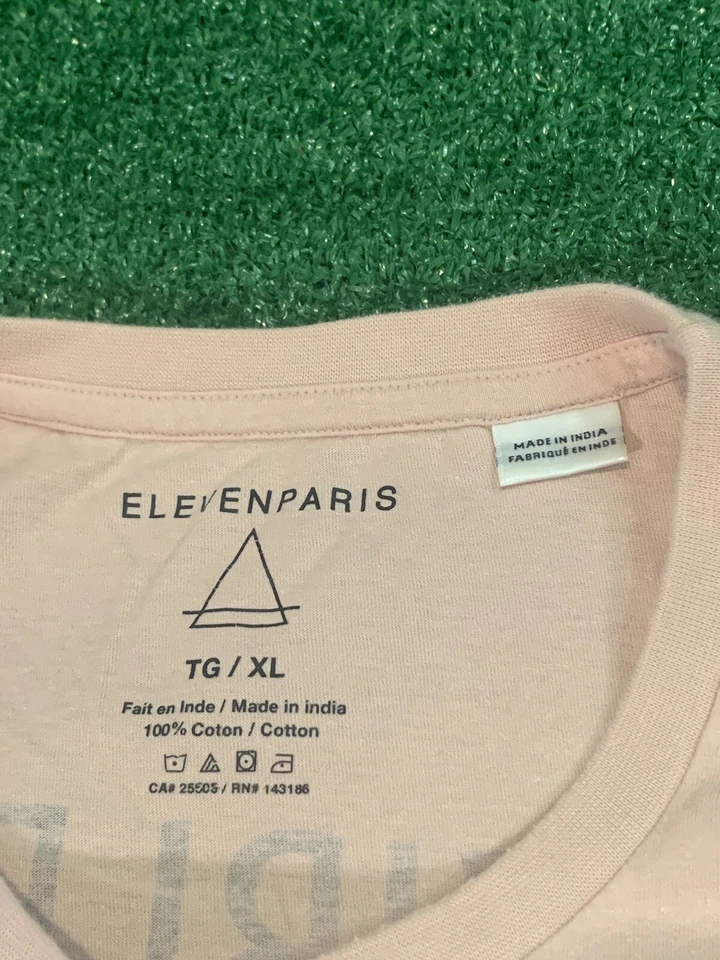 MADE IN INDIA
FABRIQUÉ EN INDE
ELEVENPARIS
TG / XL
Fait en Inde / Made in india
100% Coton / Cotton
CA# 25505 / RN# 143186